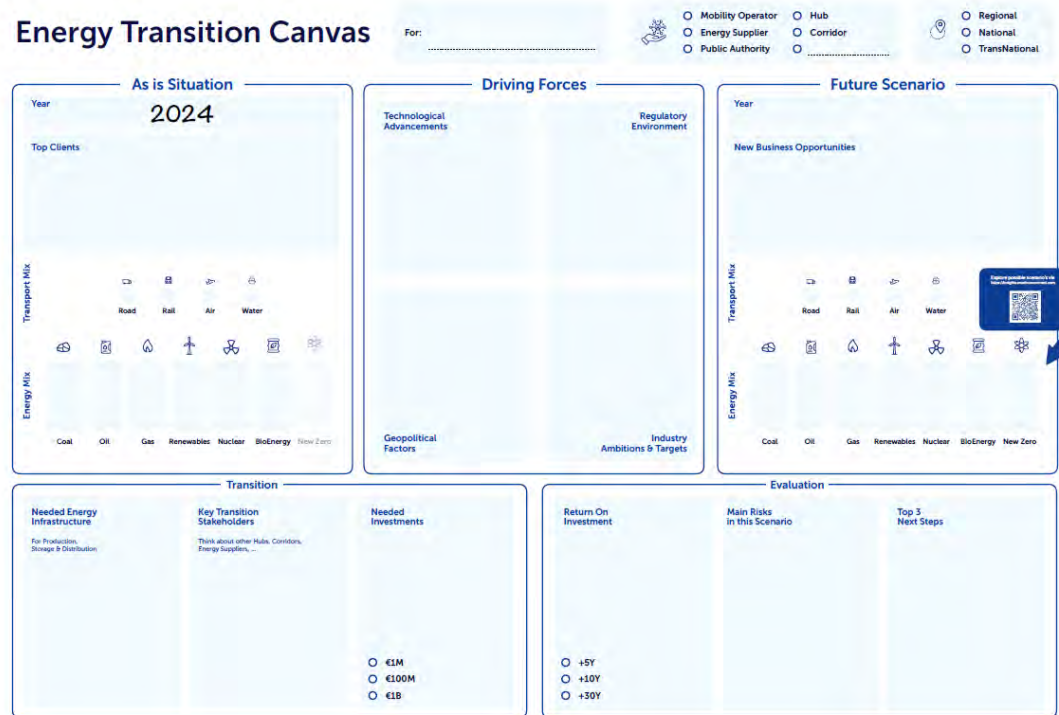 Energy Transition Canvas
For:
Mobility Operator
Energy Supplier
Public Authority
Hub
Corridor
Regional
National
TransNational
As is Situation
Year
2024
Top Clients
Transport Mix
Road
Rail
Air
Water
Energy Mix
Coal
Oil
Gas
Renewables
Nuclear
BioEnergy
New Zero
Driving Forces
Technological
Advancements
Regulatory
Environment
Geopolitical
Factors
Industry
Ambitions & Targets
Future Scenario
Year
New Business Opportunities
Transport Mix
Road
Rail
Air
Water
Explore possible scenario's via
Energy Mix
Coal
Oil
Gas
Renewables
Nuclear
BioEnergy
New Zero
Transition
Needed Energy
Infrastructure
For Production,
Storage & Distribution
Key Transition
Stakeholders
Think about other Hubs, Corridors,
Energy Suppliers, ...
Needed
Investments
€1M
€100M
€1B
Evaluation
Return On
Investment
+5Y
+10Y
+30Y
Main Risks
in this Scenario
Top 3
Next Steps